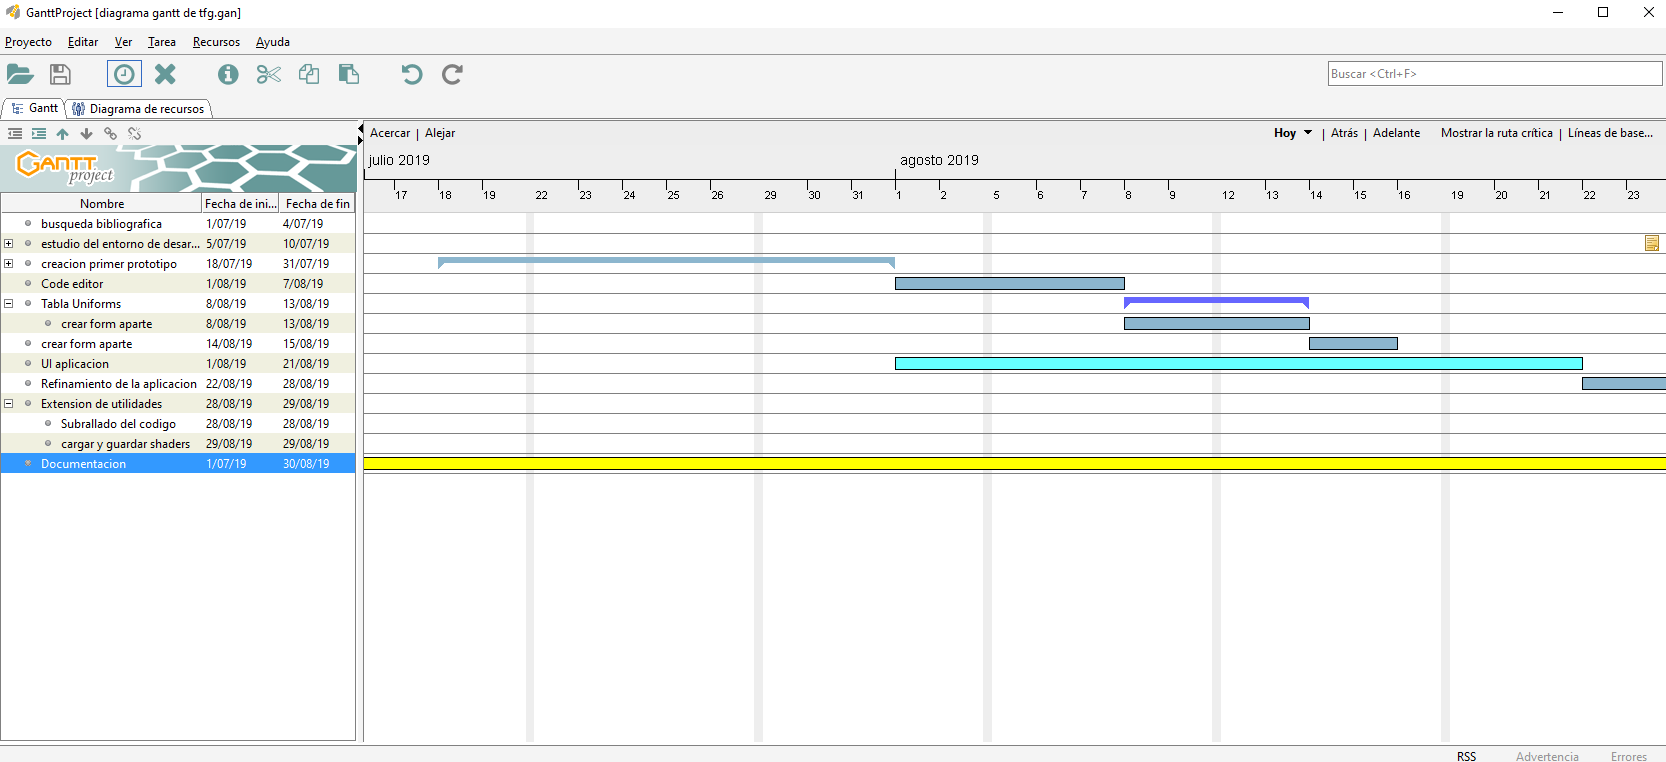 GanttProject [diagrama gantt de tfg.gan]
Proyecto Editar Ver Tarea Recursos Ayuda
Buscar <Ctrl+F>
Gantt Diagrama de recursos
Acercar | Alejar Hoy | Atrás | Adelante Mostrar la ruta crítica | Líneas de base...
GANTT project
julio 2019 agosto 2019
17 18 19 22 23 24 25 26 29 30 31 1 2 5 6 7 8 9 12 13 14 15 16 19 20 21 22 23
Nombre Fecha de ini... Fecha de fin
busqueda bibliografica 1/07/19 4/07/19
estudio del entorno de desar... 5/07/19 10/07/19
creacion primer prototipo 18/07/19 31/07/19
Code editor 1/08/19 7/08/19
Tabla Uniforms 8/08/19 13/08/19
crear form aparte 8/08/19 13/08/19
crear form aparte 14/08/19 15/08/19
UI aplicacion 1/08/19 21/08/19
Refinamiento de la aplicacion 22/08/19 28/08/19
Extension de utilidades 28/08/19 29/08/19
Subrallado del codigo 28/08/19 28/08/19
cargar y guardar shaders 29/08/19 29/08/19
Documentacion 1/07/19 30/08/19
RSS Advertencia Errores